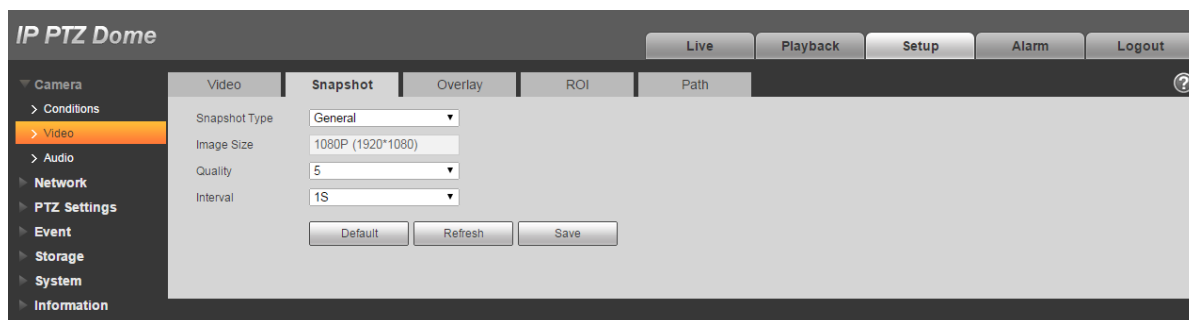 IP PTZ Dome
Live Playback Setup Alarm Logout
Camera
Conditions
Video
Audio
Network
PTZ Settings
Event
Storage
System
Information
Video Snapshot Overlay ROI Path
Snapshot Type General
Image Size 1080P (1920*1080)
Quality 5
Interval 1S
Default Refresh Save
?